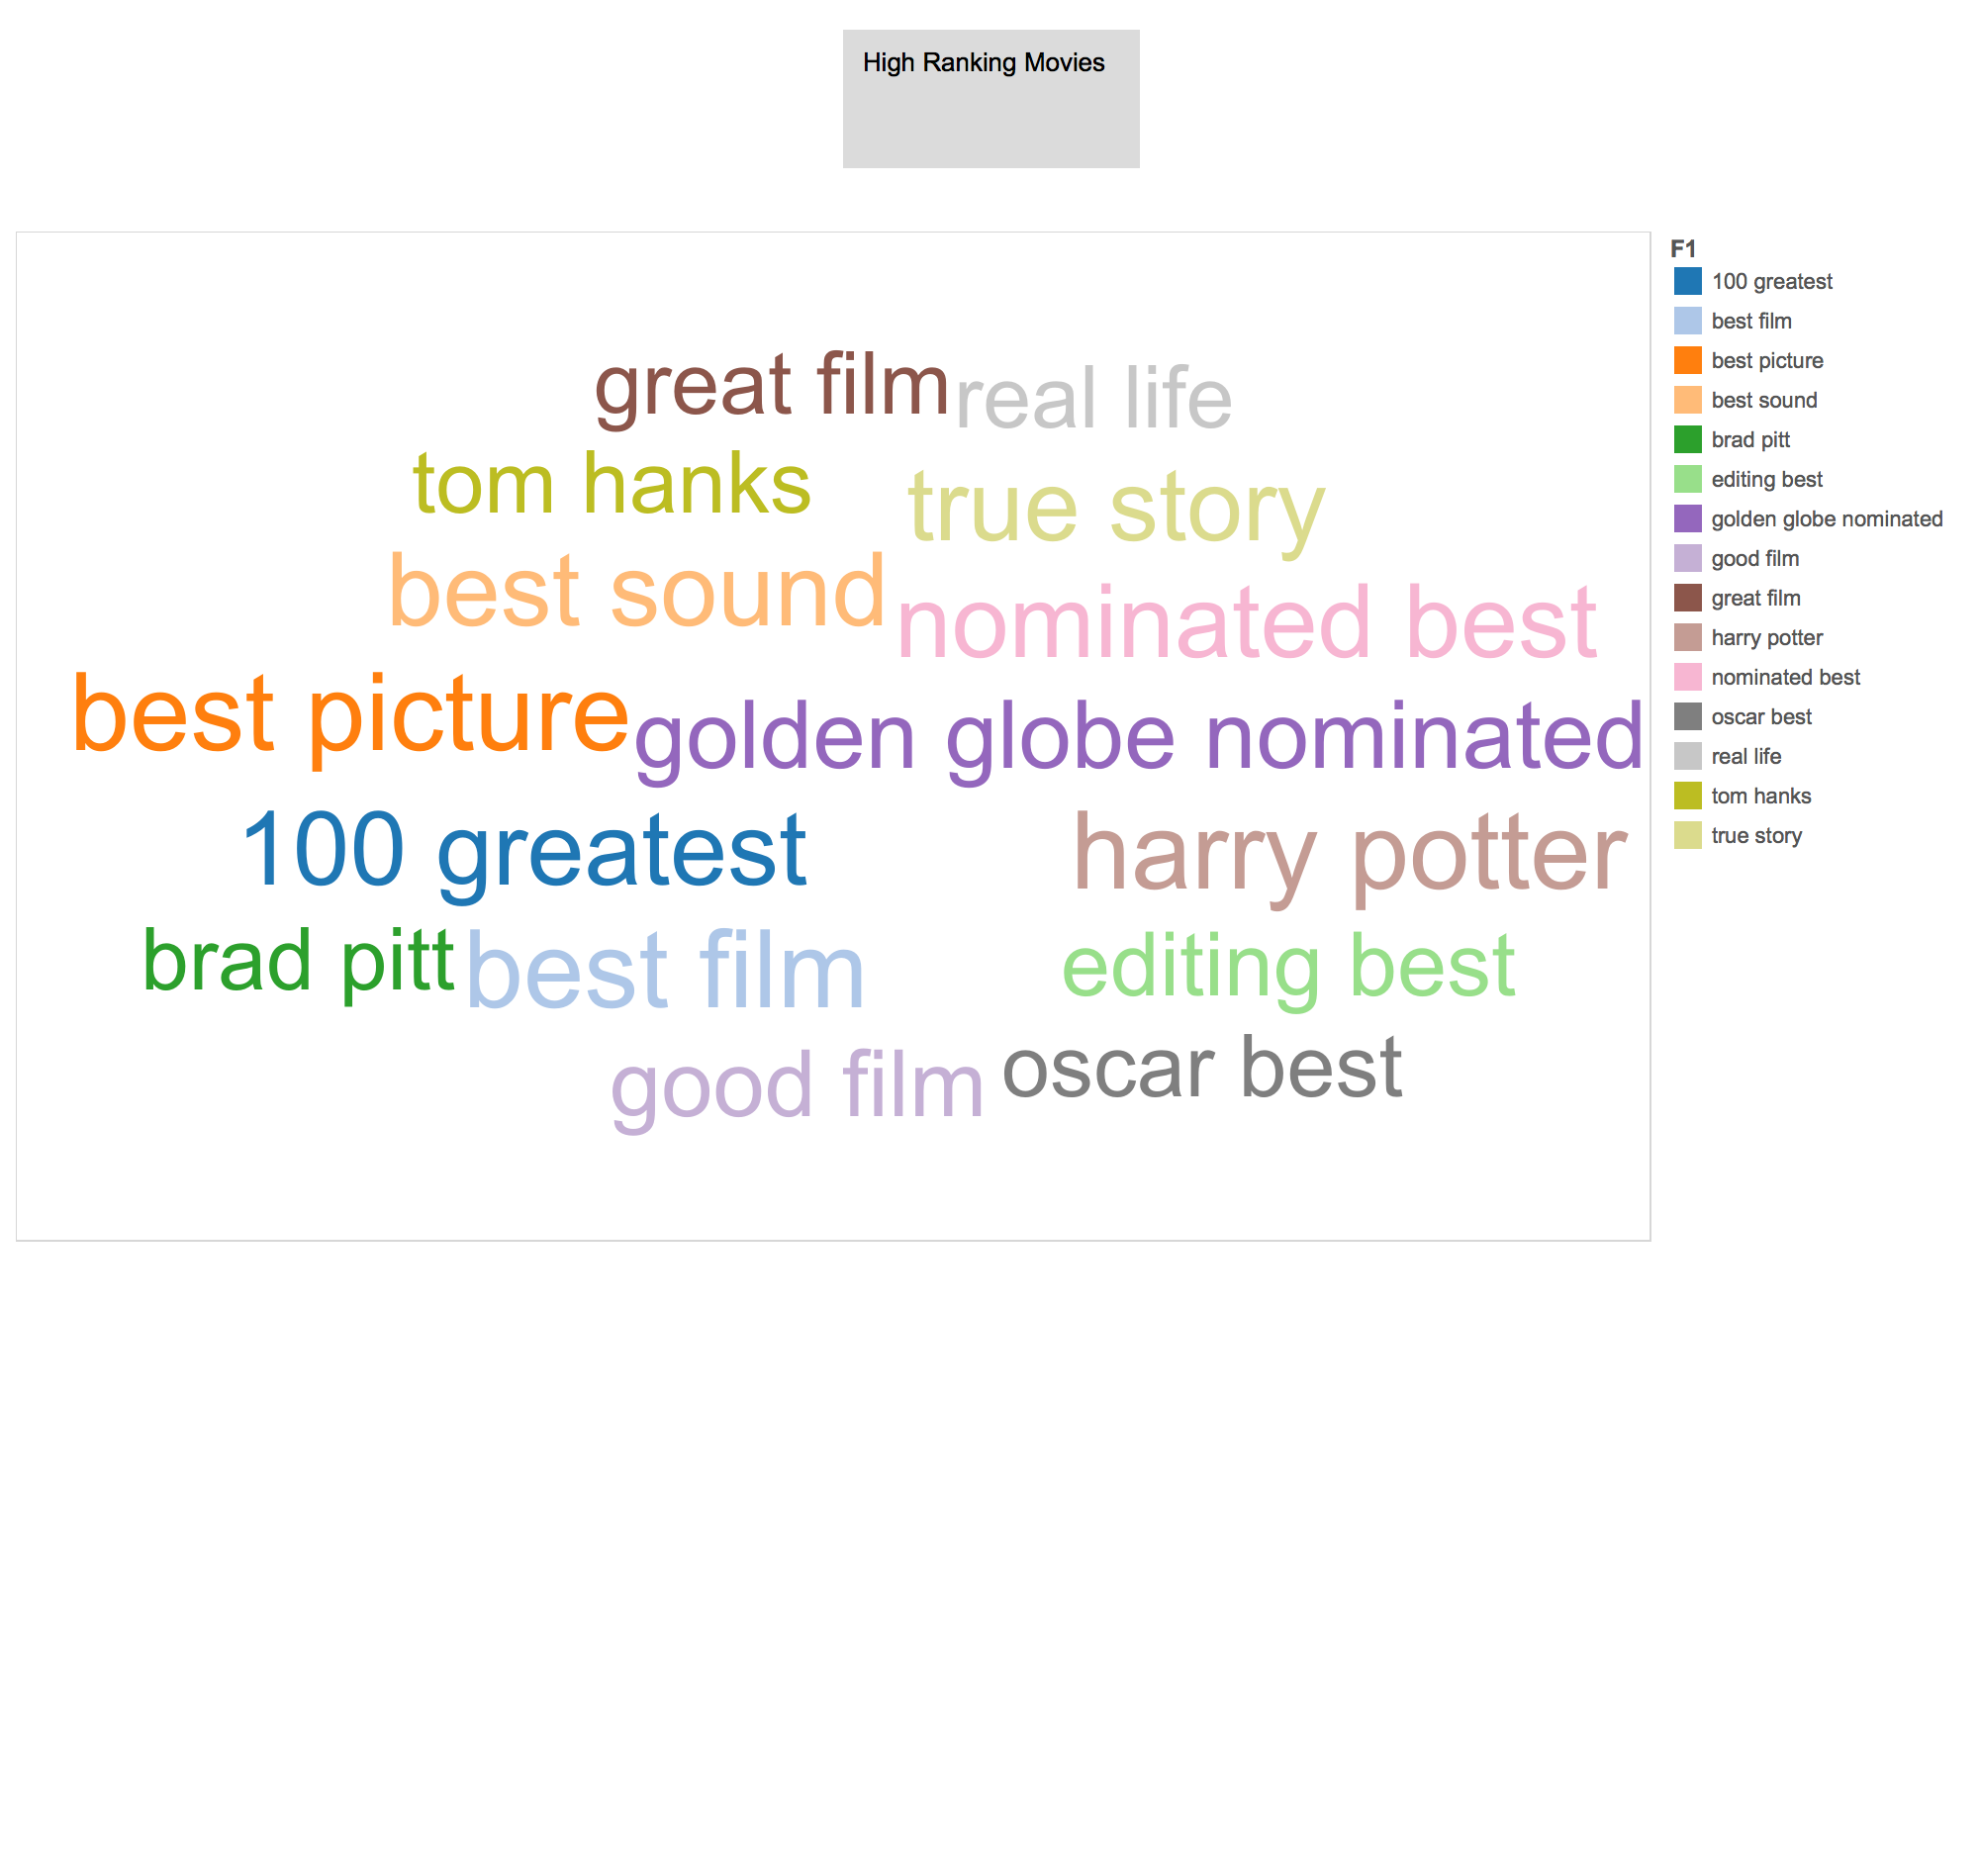 High Ranking Movies
great film
real life
tom hanks
true story
best sound
nominated best
best picture
golden globe nominated
100 greatest
harry potter
brad pitt
best film
editing best
good film
oscar best
F1
100 greatest
best film
best picture
best sound
brad pitt
editing best
golden globe nominated
good film
great film
harry potter
nominated best
oscar best
real life
tom hanks
true story